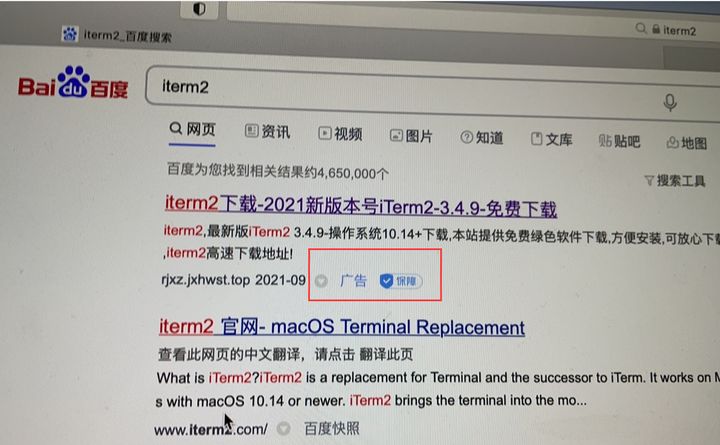 iterm2
iterm2_百度搜索
Bai du 百度
iterm2
网页 资讯 视频 图片 知道 文库 贴吧 地图
百度为您找到相关结果约4,650,000个
搜索工具
iterm2下载-2021新版本号iTerm2-3.4.9-免费下载
iterm2,最新版iTerm2 3.4.9-操作系统10.14+下载,本站提供免费绿色软件下载,方便安装,可放心下载
,iterm2高速下载地址!
rjxz.jxhwst.top 2021-09 广告 保障
iterm2 官网- macOS Terminal Replacement
查看此网页的中文翻译，请点击 翻译此页
What is iTerm2?iTerm2 is a replacement for Terminal and the successor to iTerm. It works on M
s with macOS 10.14 or newer. iTerm2 brings the terminal into the mo...
www.iterm2.com/ 百度快照